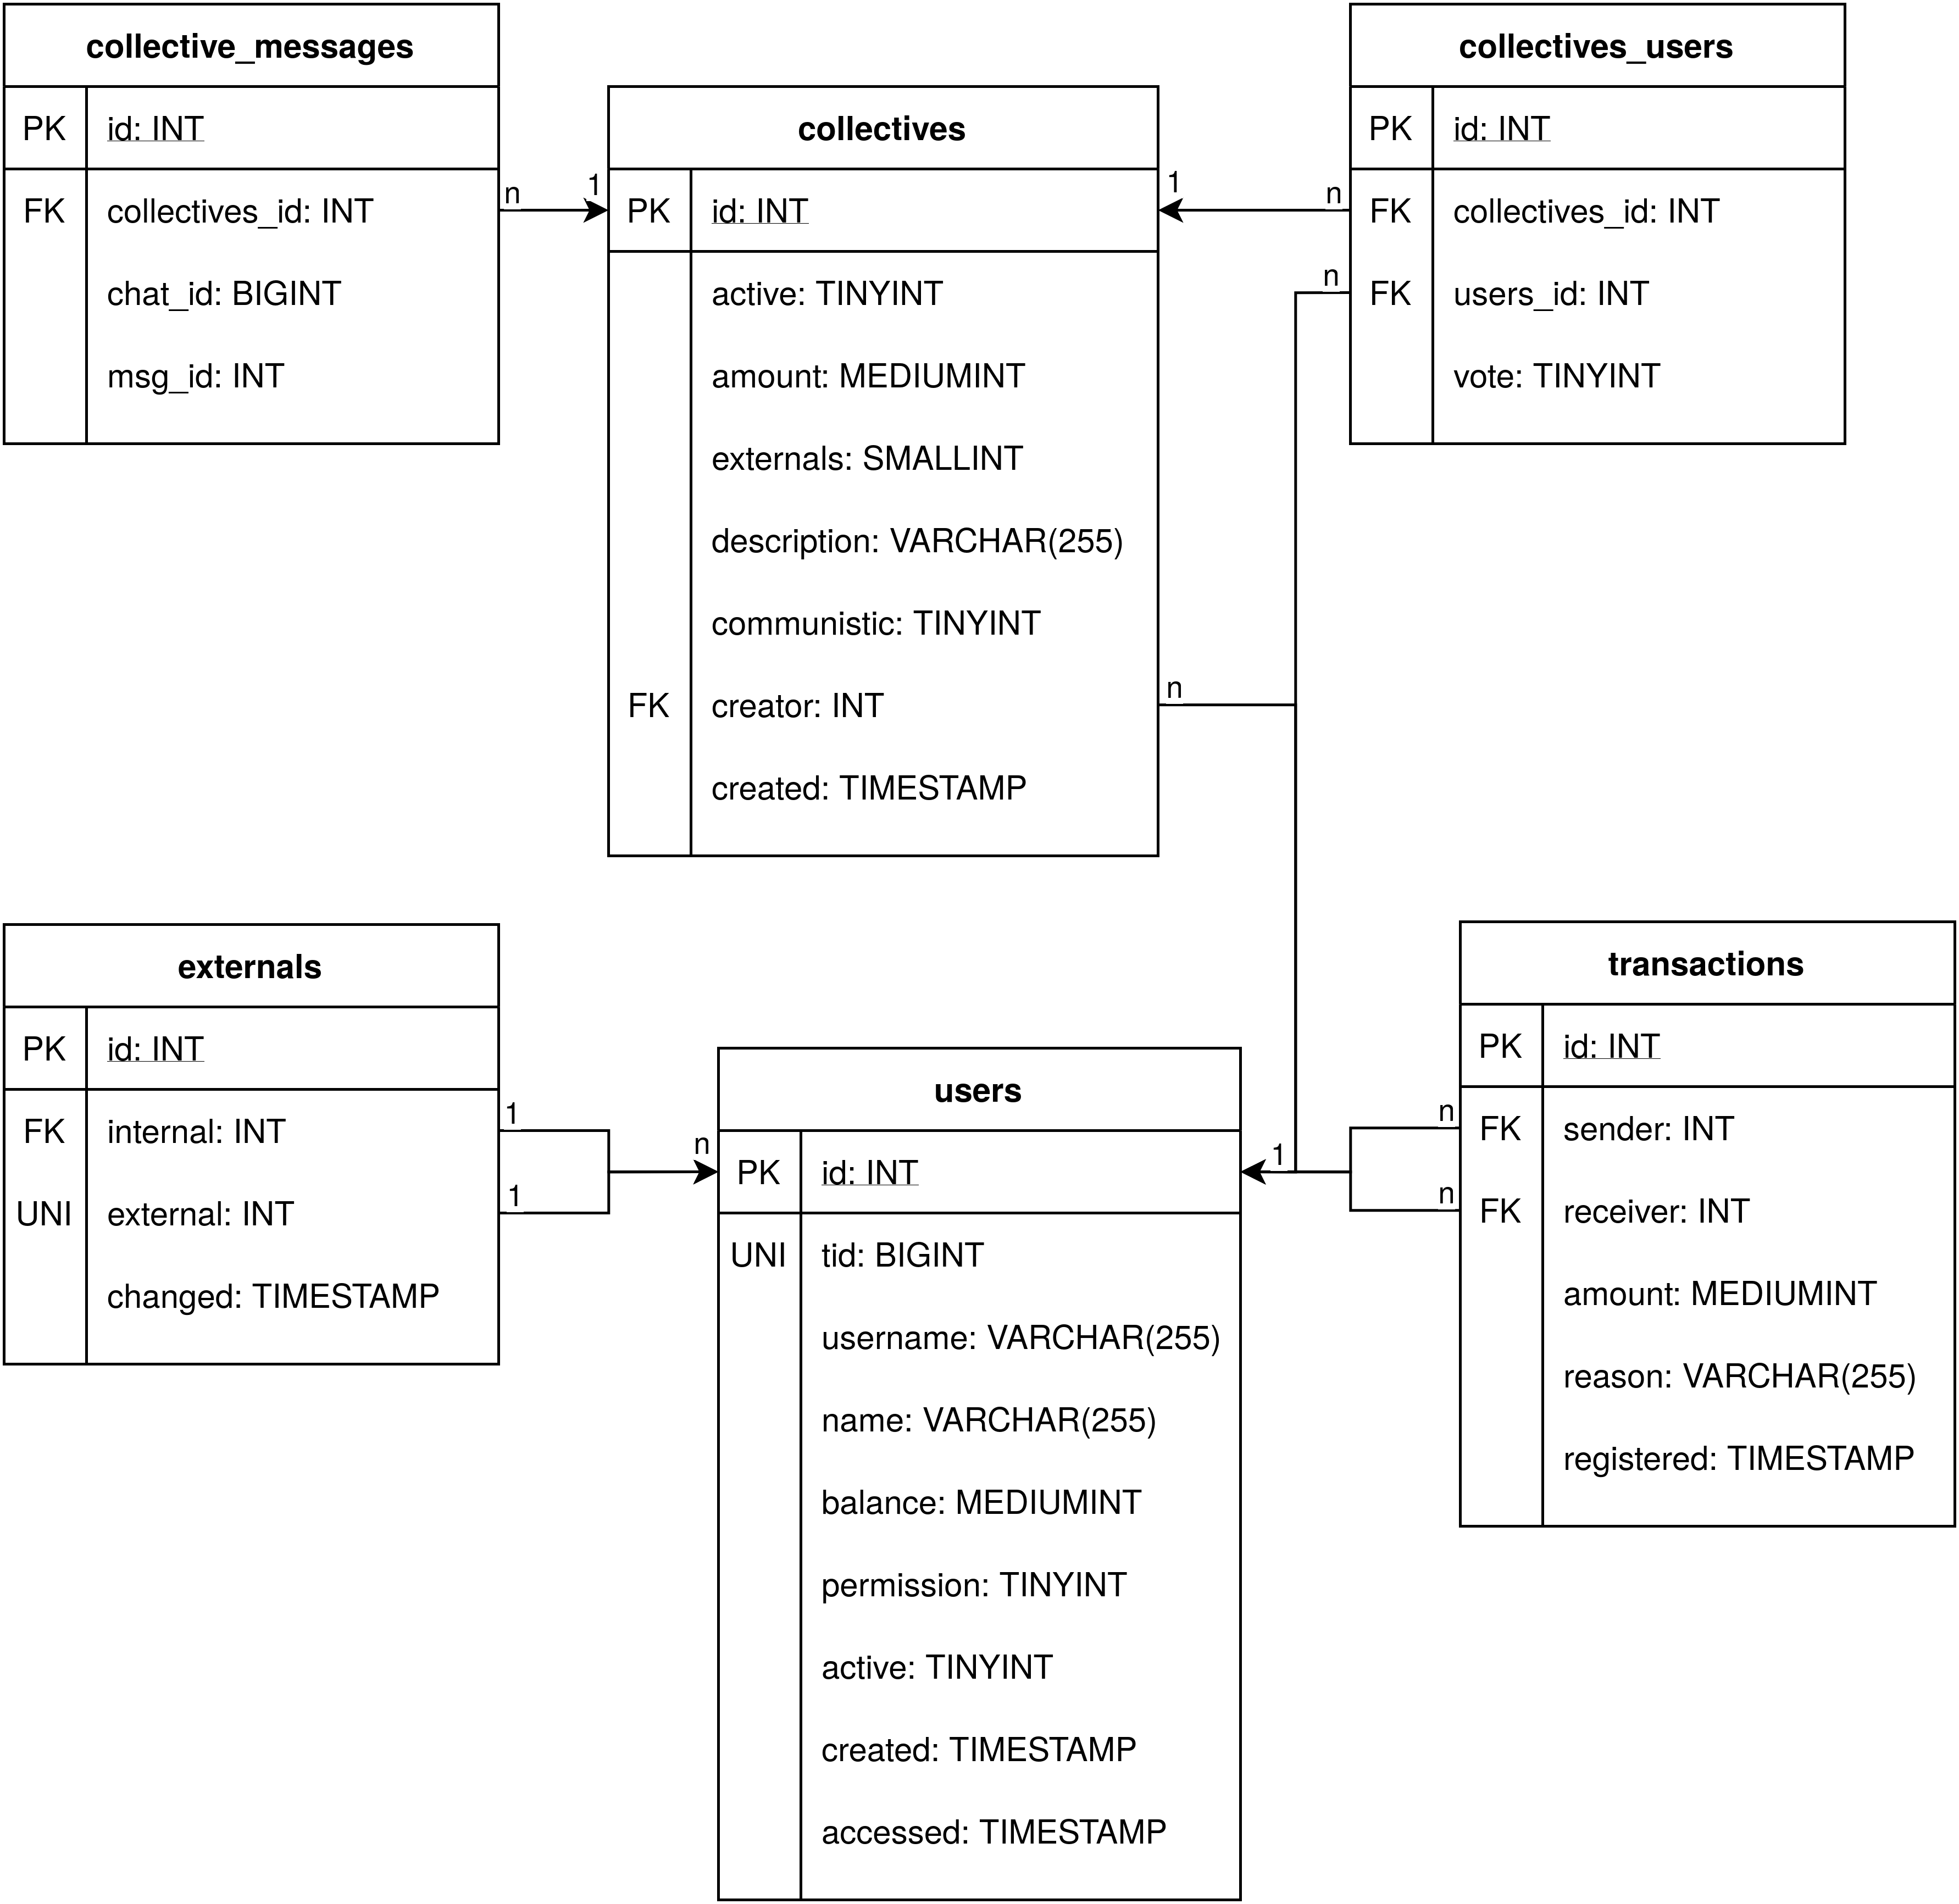 collective_messages
PK id: INT
FK collectives_id: INT
chat_id: BIGINT
msg_id: INT
n 1
collectives
PK id: INT
active: TINYINT
amount: MEDIUMINT
externals: SMALLINT
description: VARCHAR(255)
communistic: TINYINT
FK creator: INT
created: TIMESTAMP
n
1 n
n
collectives_users
PK id: INT
FK collectives_id: INT
FK users_id: INT
vote: TINYINT
externals
PK id: INT
FK internal: INT
UNI external: INT
changed: TIMESTAMP
1
1
n
users
PK id: INT
UNI tid: BIGINT
username: VARCHAR(255)
name: VARCHAR(255)
balance: MEDIUMINT
permission: TINYINT
active: TINYINT
created: TIMESTAMP
accessed: TIMESTAMP
1
n
n
transactions
PK id: INT
FK sender: INT
FK receiver: INT
amount: MEDIUMINT
reason: VARCHAR(255)
registered: TIMESTAMP